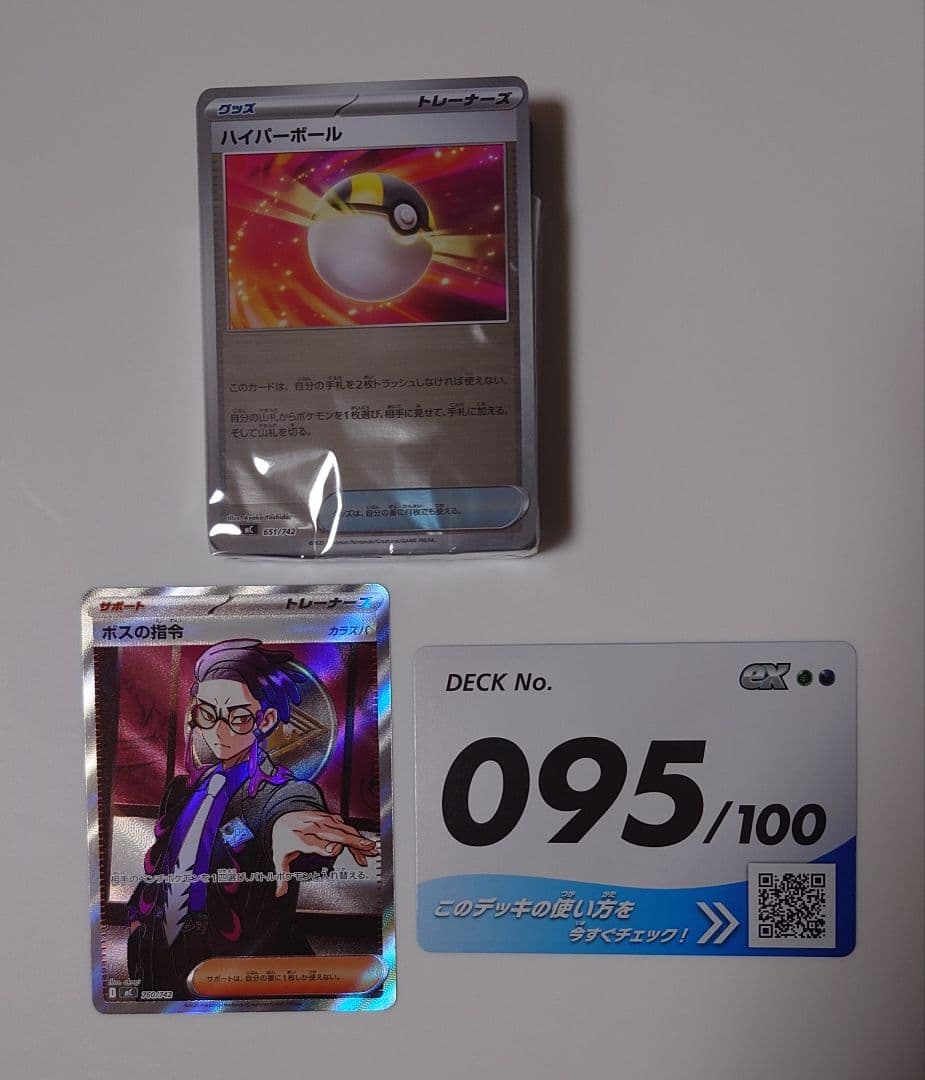 グッズ
トレーナーズ
ハイパーボール
このカードは、自分の手札を2枚トラッシュしなければ使えない。
自分の山札からポケモンを1枚選び、相手に見せて、手札に加える。
そして山札を切る。
グッズは、自分の番に何枚でも使える。
Illus. Ayaka Yoshida
mC 651/742
サポート
トレーナーズ
ボスの指令
カラスバ
相手のベンチポケモンを1匹選び、バトルポケモンと入れ替える。
サポートは、自分の番に1枚しか使えない。
I mC 760/742
DECK No.
ex
095/100
このデッキの使い方を
今すぐチェック!